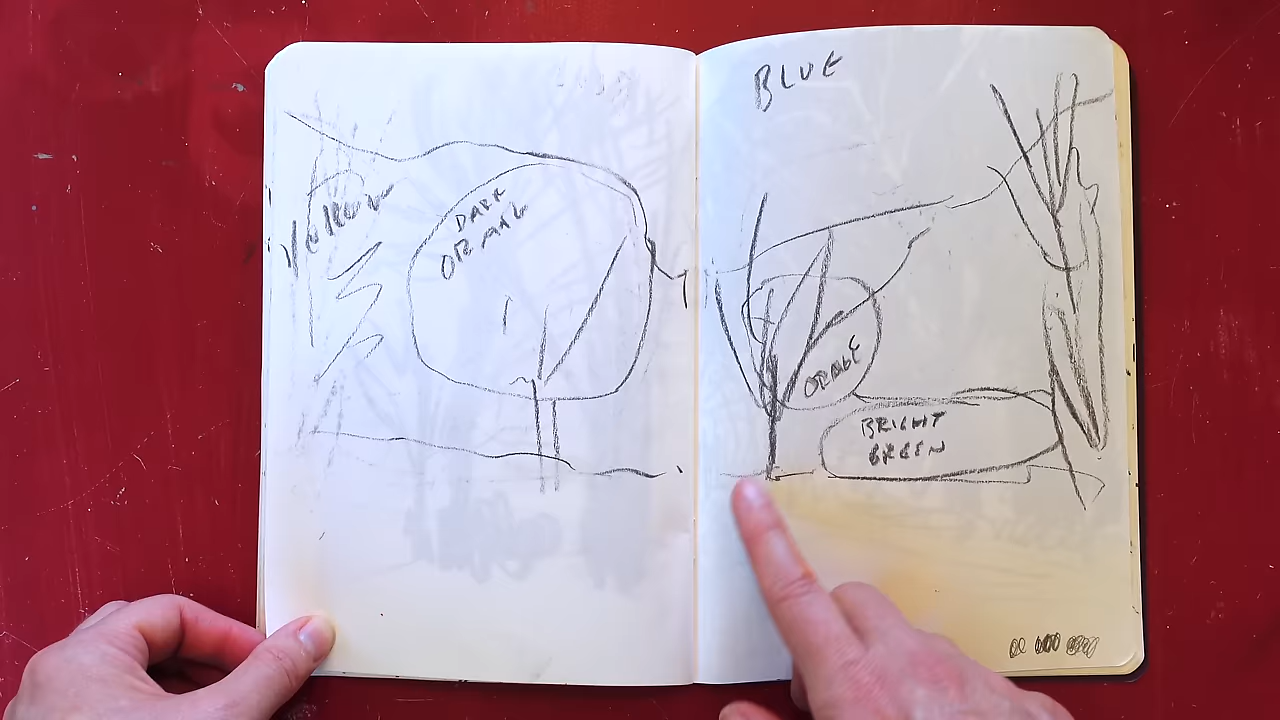 YELLOW
DARK
ORANGE
BLUE
ORANGE
BRIGHT
GREEN